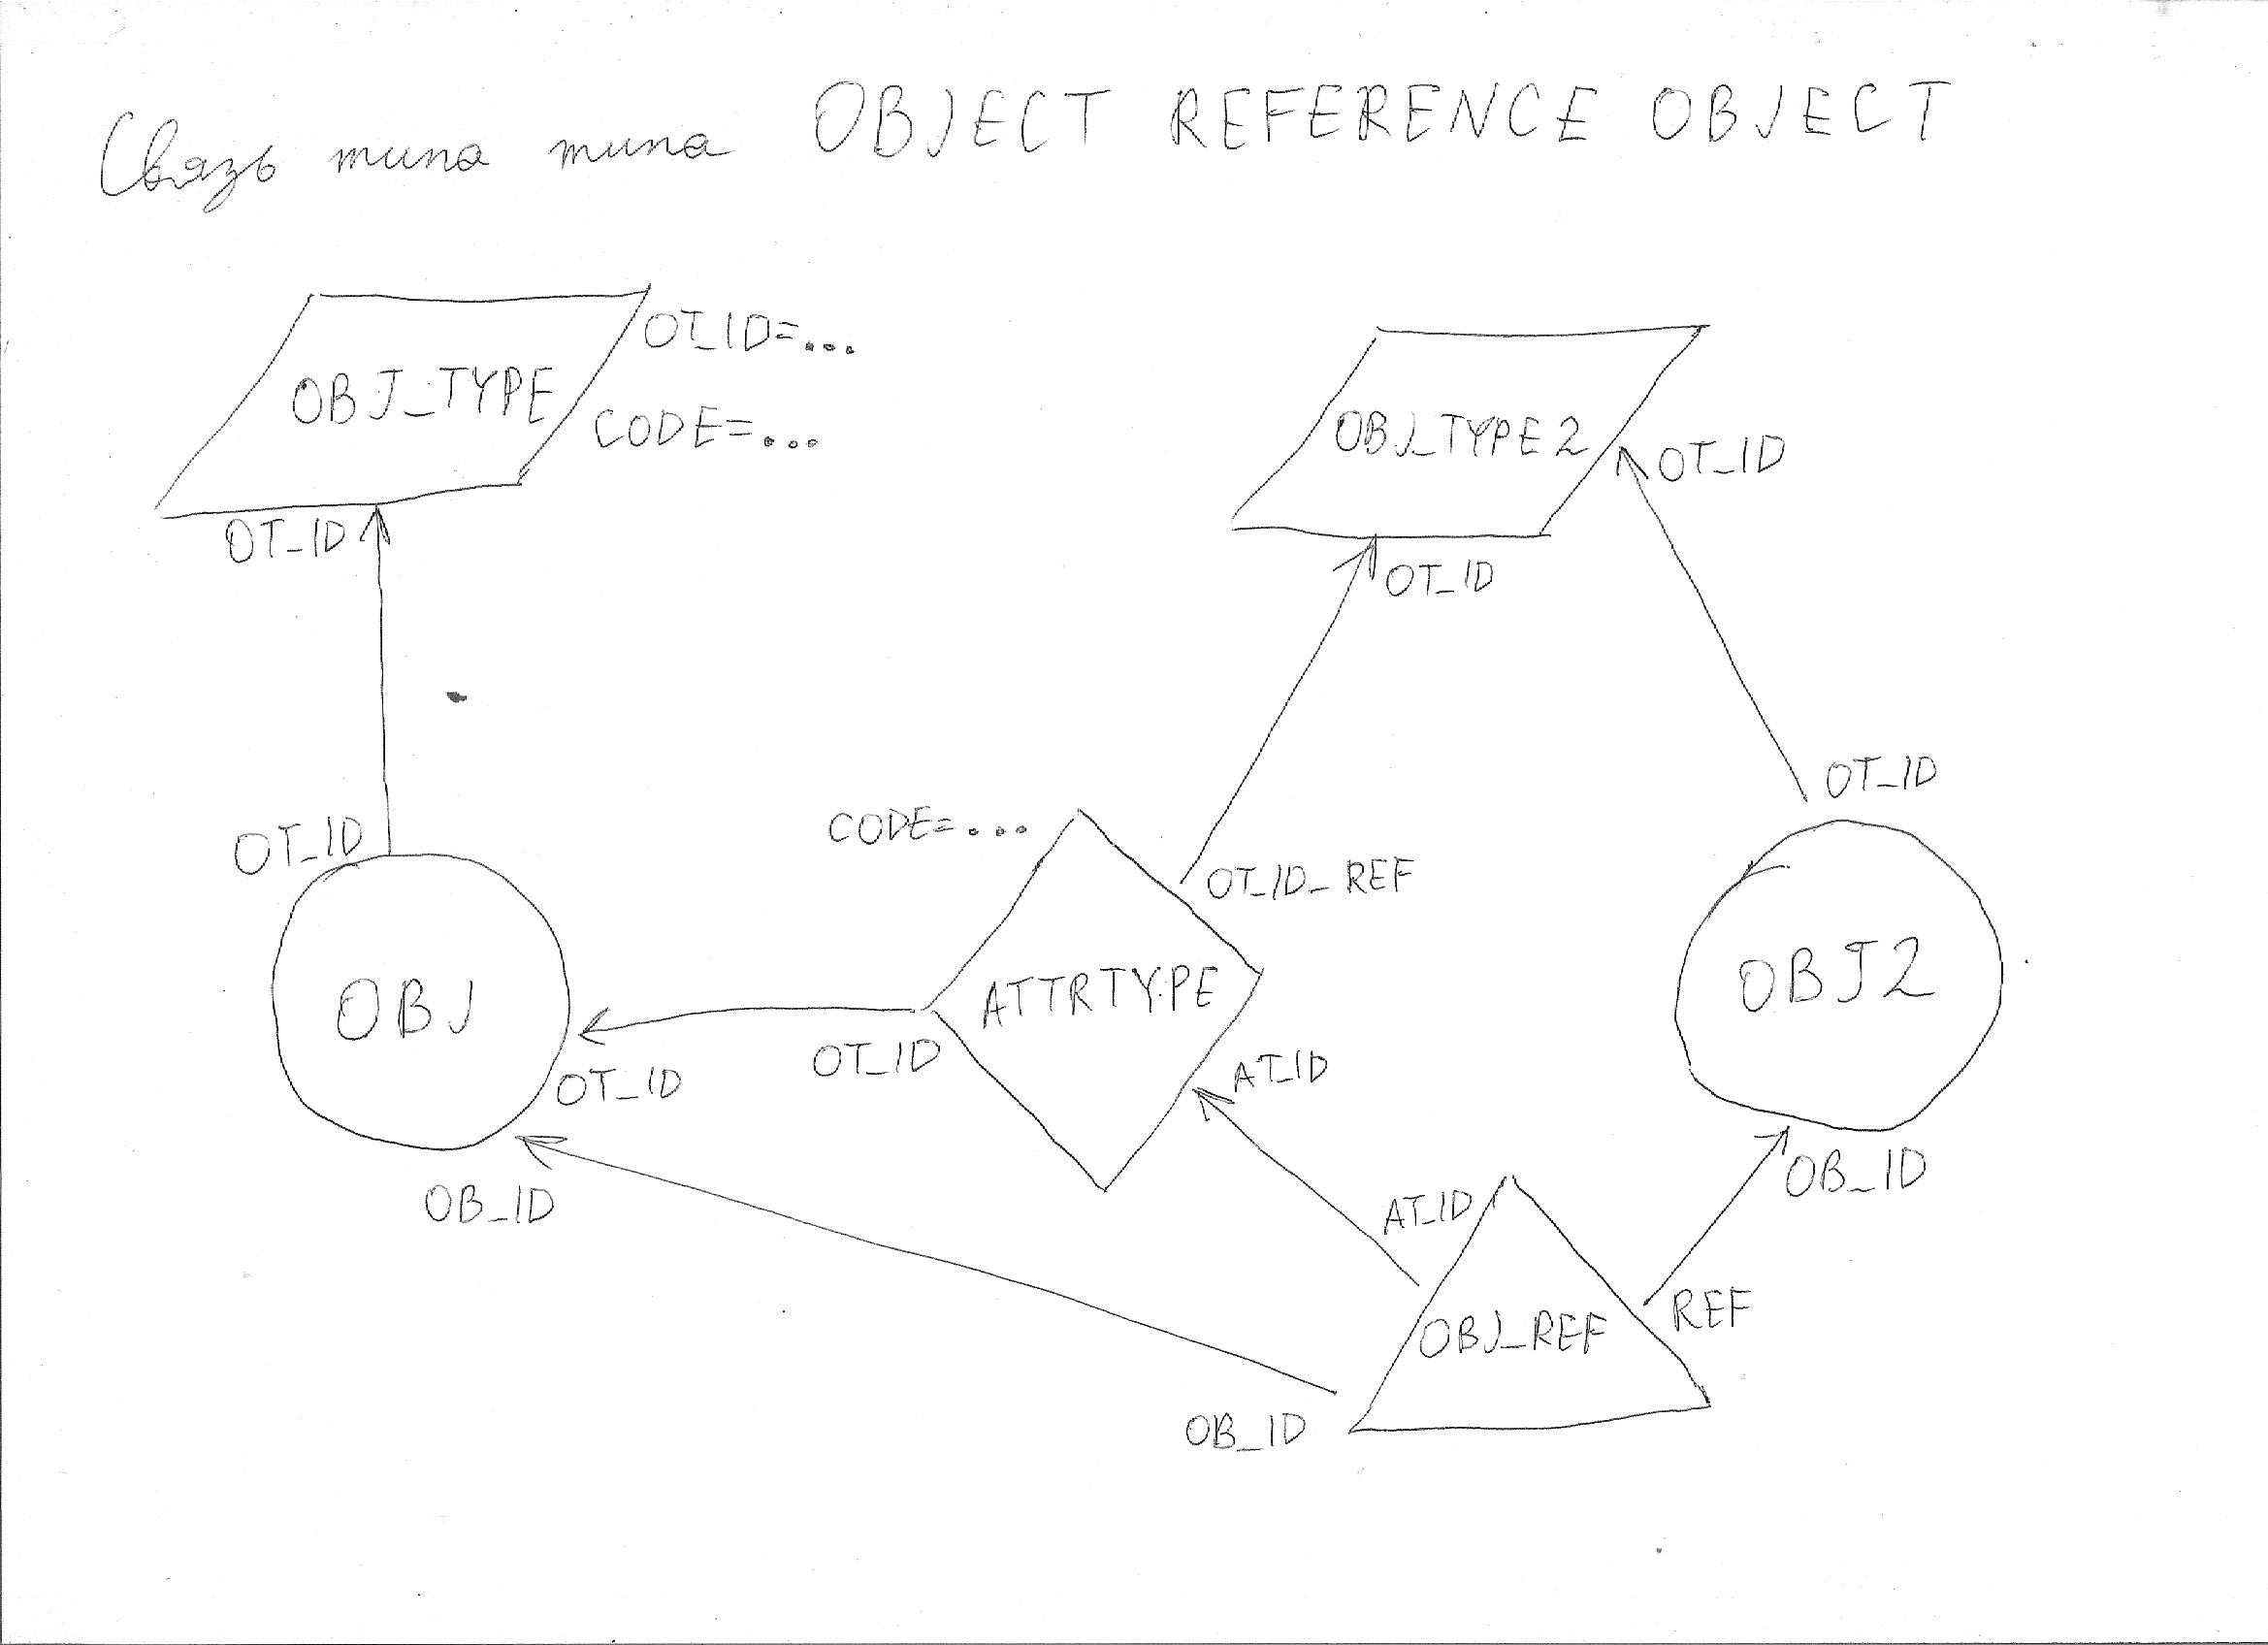 Связь типа типа OBJECT REFERENCE OBJECT
OBJ_TYPE
OT_ID=...
CODE=...
OT_ID
OBJ_TYPE2
OT_ID
OT_ID
OT_ID
OT_ID
CODE=...
OT_ID_REF
OBJ
ATTRTYPE
OBJ2
OT_ID
OT_ID
AT_ID
OB_ID
AT_ID
OB_ID
OBJ_REF
REF
OB_ID